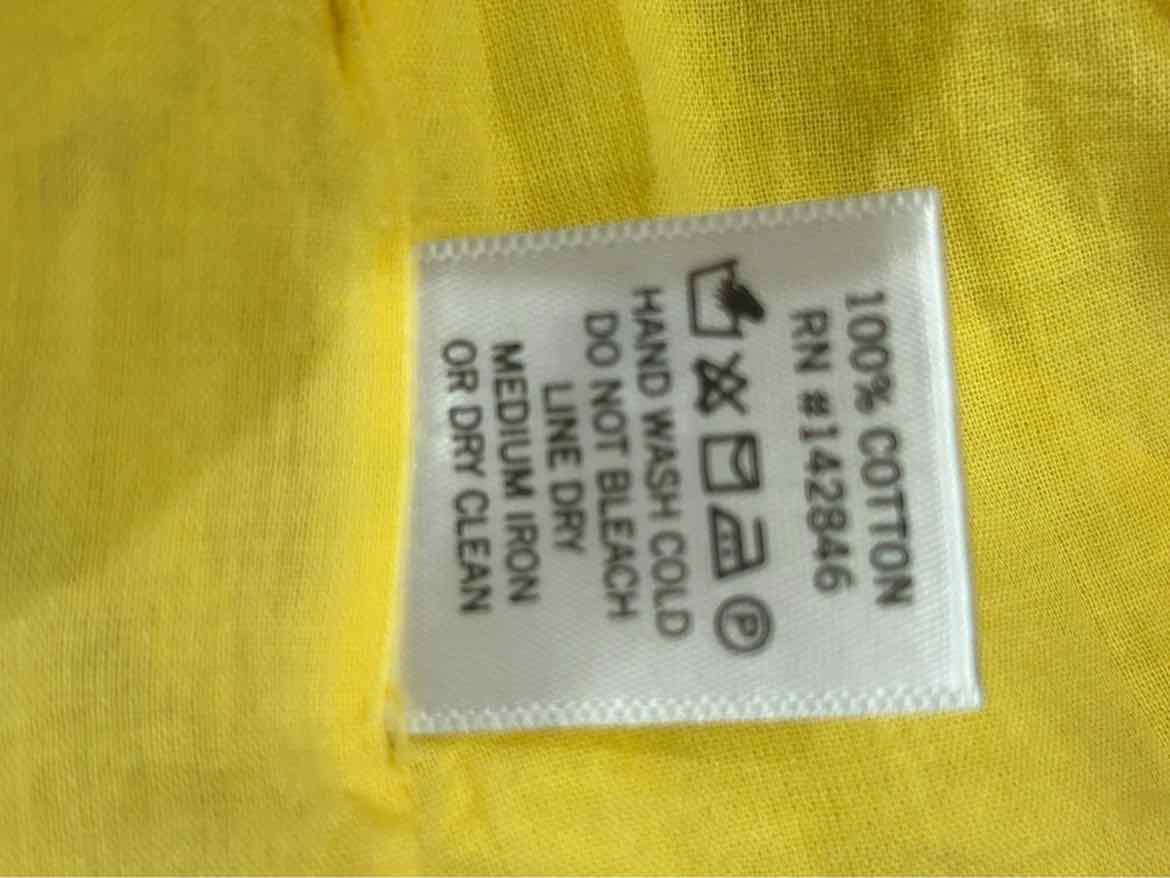 100% COTTON
RN #142846
P
HAND WASH COLD
DO NOT BLEACH
LINE DRY
MEDIUM IRON
OR DRY CLEAN